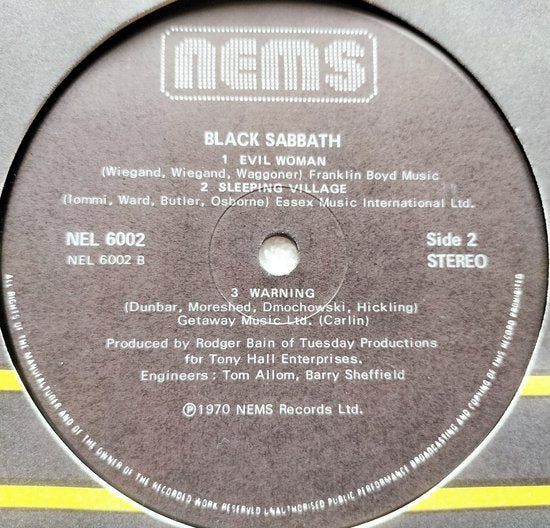 nems
BLACK SABBATH
1 EVIL WOMAN
(Wiegand, Wiegand, Waggoner) Franklin Boyd Music
2 SLEEPING VILLAGE
(Iommi, Ward, Butler, Osborne) Essex Music International Ltd.
NEL 6002
NEL 6002 B
Side 2
STEREO
3 WARNING
(Dunbar, Moreshed, Dmochowski, Hickling)
Getaway Music Ltd. (Carlin)
Produced by Rodger Bain of Tuesday Productions
for Tony Hall Enterprises.
Engineers: Tom Allom, Barry Sheffield
Ⓟ1970 NEMS Records Ltd.
ALL RIGHTS OF THE MANUFACTURER AND OF THE OWNER OF THE RECORDED WORK RESERVED UNAUTHORISED PUBLIC PERFORMANCE BROADCASTING AND COPYING OF THIS RECORD PROHIBITED